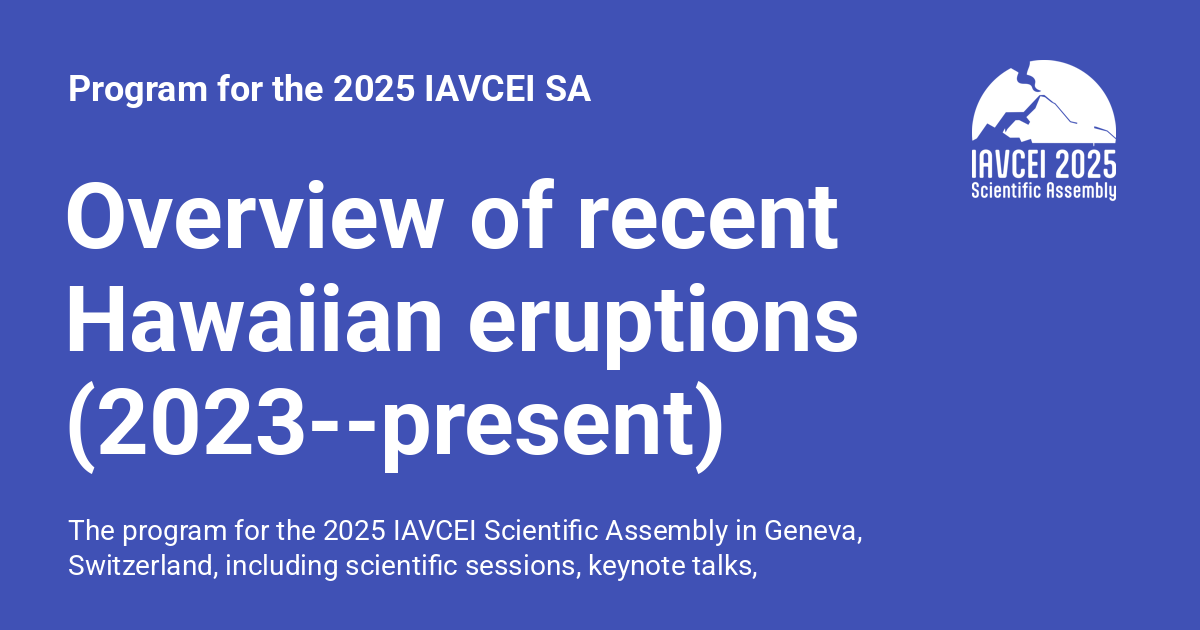 Program for the 2025 IAVCEI SA
IAVCEI 2025
Scientific Assembly
Overview of recent
Hawaiian eruptions
(2023--present)
The program for the 2025 IAVCEI Scientific Assembly in Geneva,
Switzerland, including scientific sessions, keynote talks,